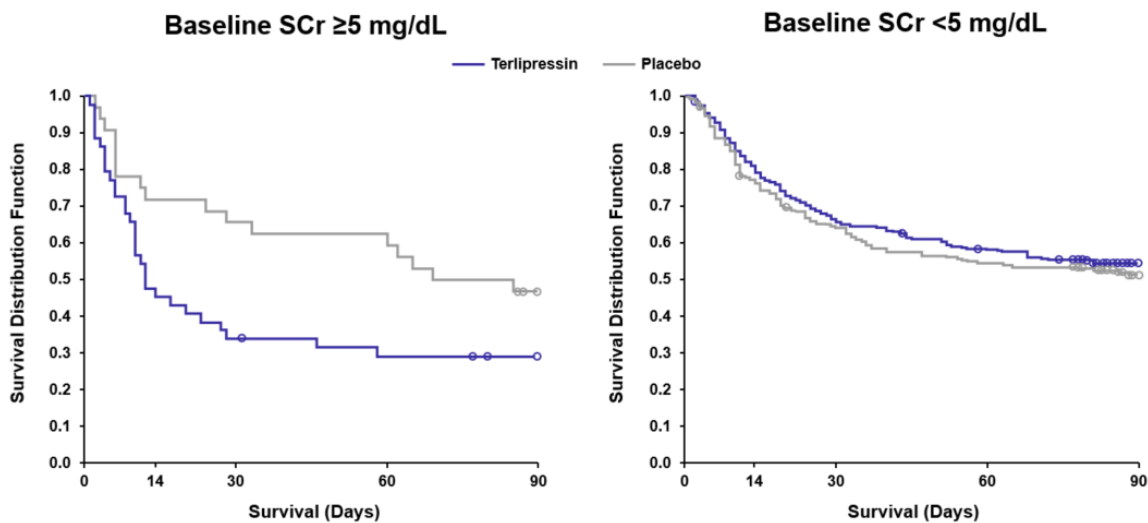 Baseline SCr ≥5 mg/dL
Baseline SCr <5 mg/dL
Terlipressin
Placebo
Survival Distribution Function
1.0
0.9
0.8
0.7
0.6
0.5
0.4
0.3
0.2
0.1
0.0
0 14 30 60 90
Survival (Days)
Survival Distribution Function
1.0
0.9
0.8
0.7
0.6
0.5
0.4
0.3
0.2
0.1
0.0
0 14 30 60 90
Survival (Days)